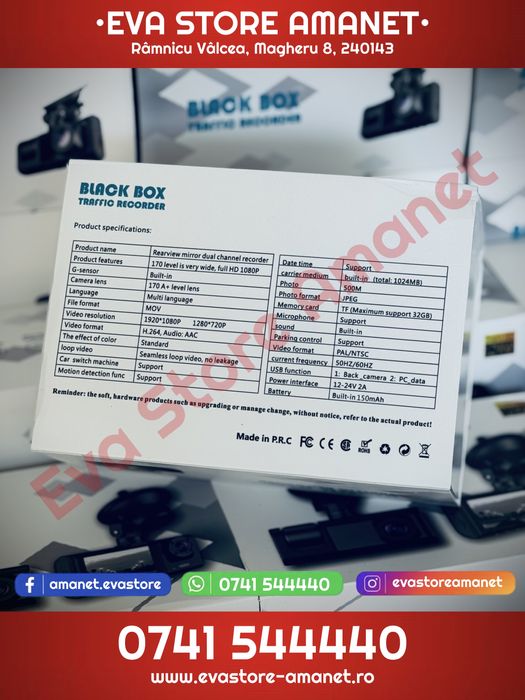 •EVA STORE AMANET•
Râmnicu Vâlcea, Magheru 8, 240143
BLACK BOX
TRAFFIC RECORDER
BLACK BOX
TRAFFIC RECORDER
Product specifications:
Product name Rearview mirror dual channel recorder
Product features 170 level is very wide, full HD 1080P
G-sensor Built-in
Camera lens 170 A+ level lens
Language Multi language
File format MOV
Video resolution 1920*1080P 1280*720P
Video format H.264, Audio: AAC
The effect of color Standard
loop video Seamless loop video, no leakage
Car switch machine Support
Motion detection func Support
Date time Support
carrier medium built-in (total: 1024MB)
Photo 500M
Photo format JPEG
Memory card TF (Maximum support 32GB)
Microphone Support
sound Built-in
Parking control Support
Video format PAL/NTSC
current frequency 50HZ/60HZ
USB function 1: Back_camera 2: PC_data
Power interface 12-24V 2A
Battery Built-in 150mAh
Reminder: the soft, hardware products such as upgrading or manage change, without notice, refer to the actual product!
Made in P.R.C FC CE ROHS
Eva Store Amanet
amanet.evastore
0741 544440
evastoreamanet
0741 544440
www.evastore-amanet.ro